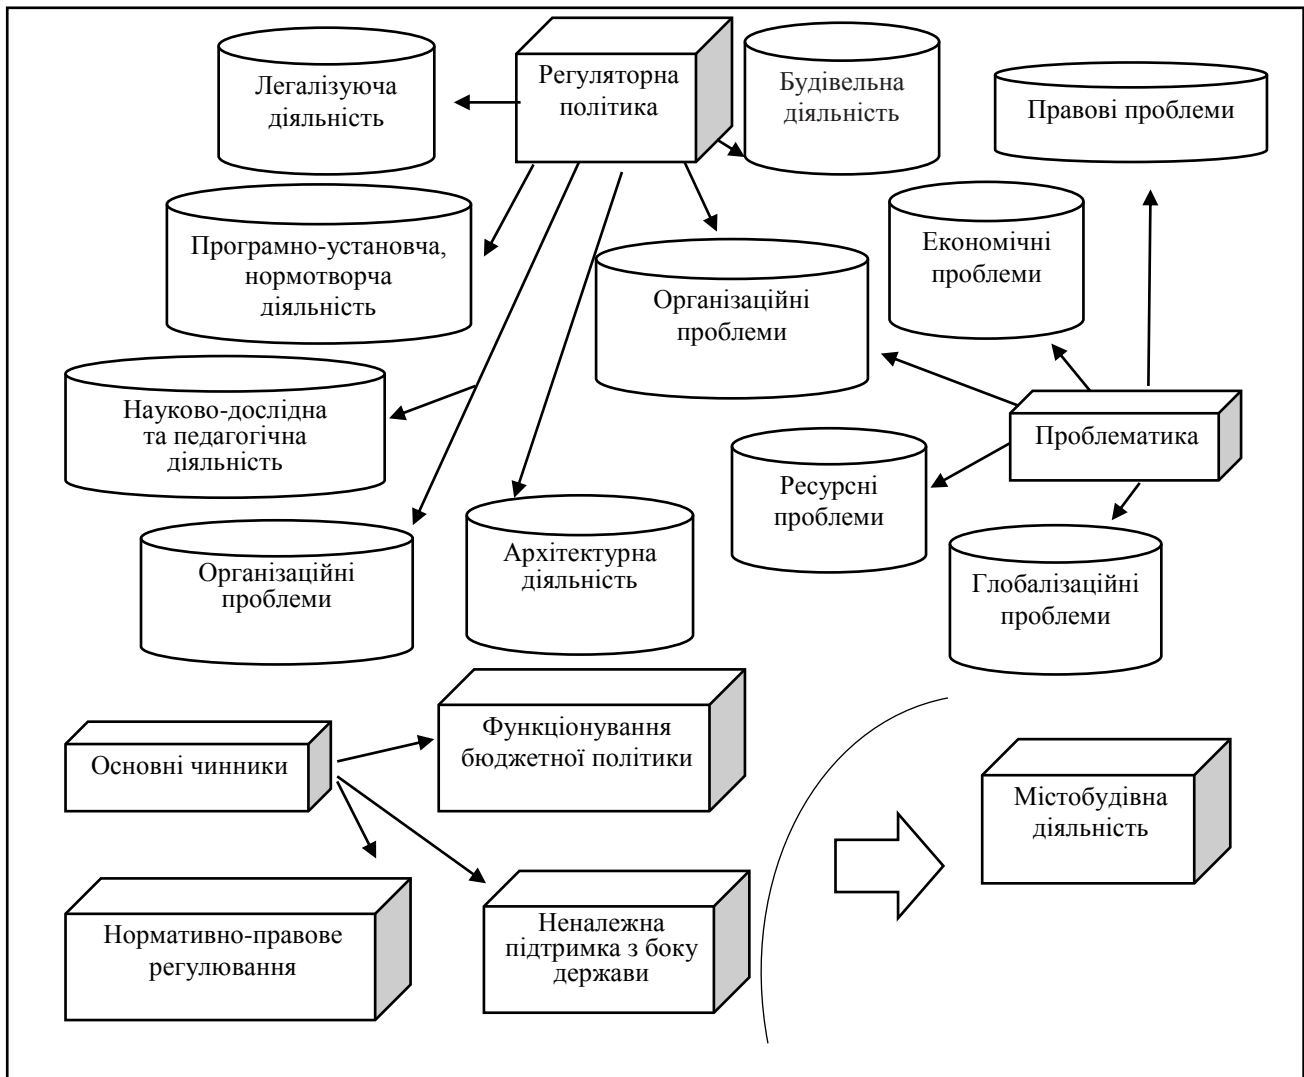 Легалізуюча
діяльність
Регуляторна
політика
Будівельна
діяльність
Правові проблеми
Програмно-установча,
нормотворча
діяльність
Організаційні
проблеми
Економічні
проблеми
Науково-дослідна
та педагогічна
діяльність
Проблематика
Ресурсні
проблеми
Організаційні
проблеми
Архітектурна
діяльність
Глобалізаційні
проблеми
Основні чинники
Функціонування
бюджетної політики
Містобудівна
діяльність
Нормативно-правове
регулювання
Неналежна
підтримка з боку
держави